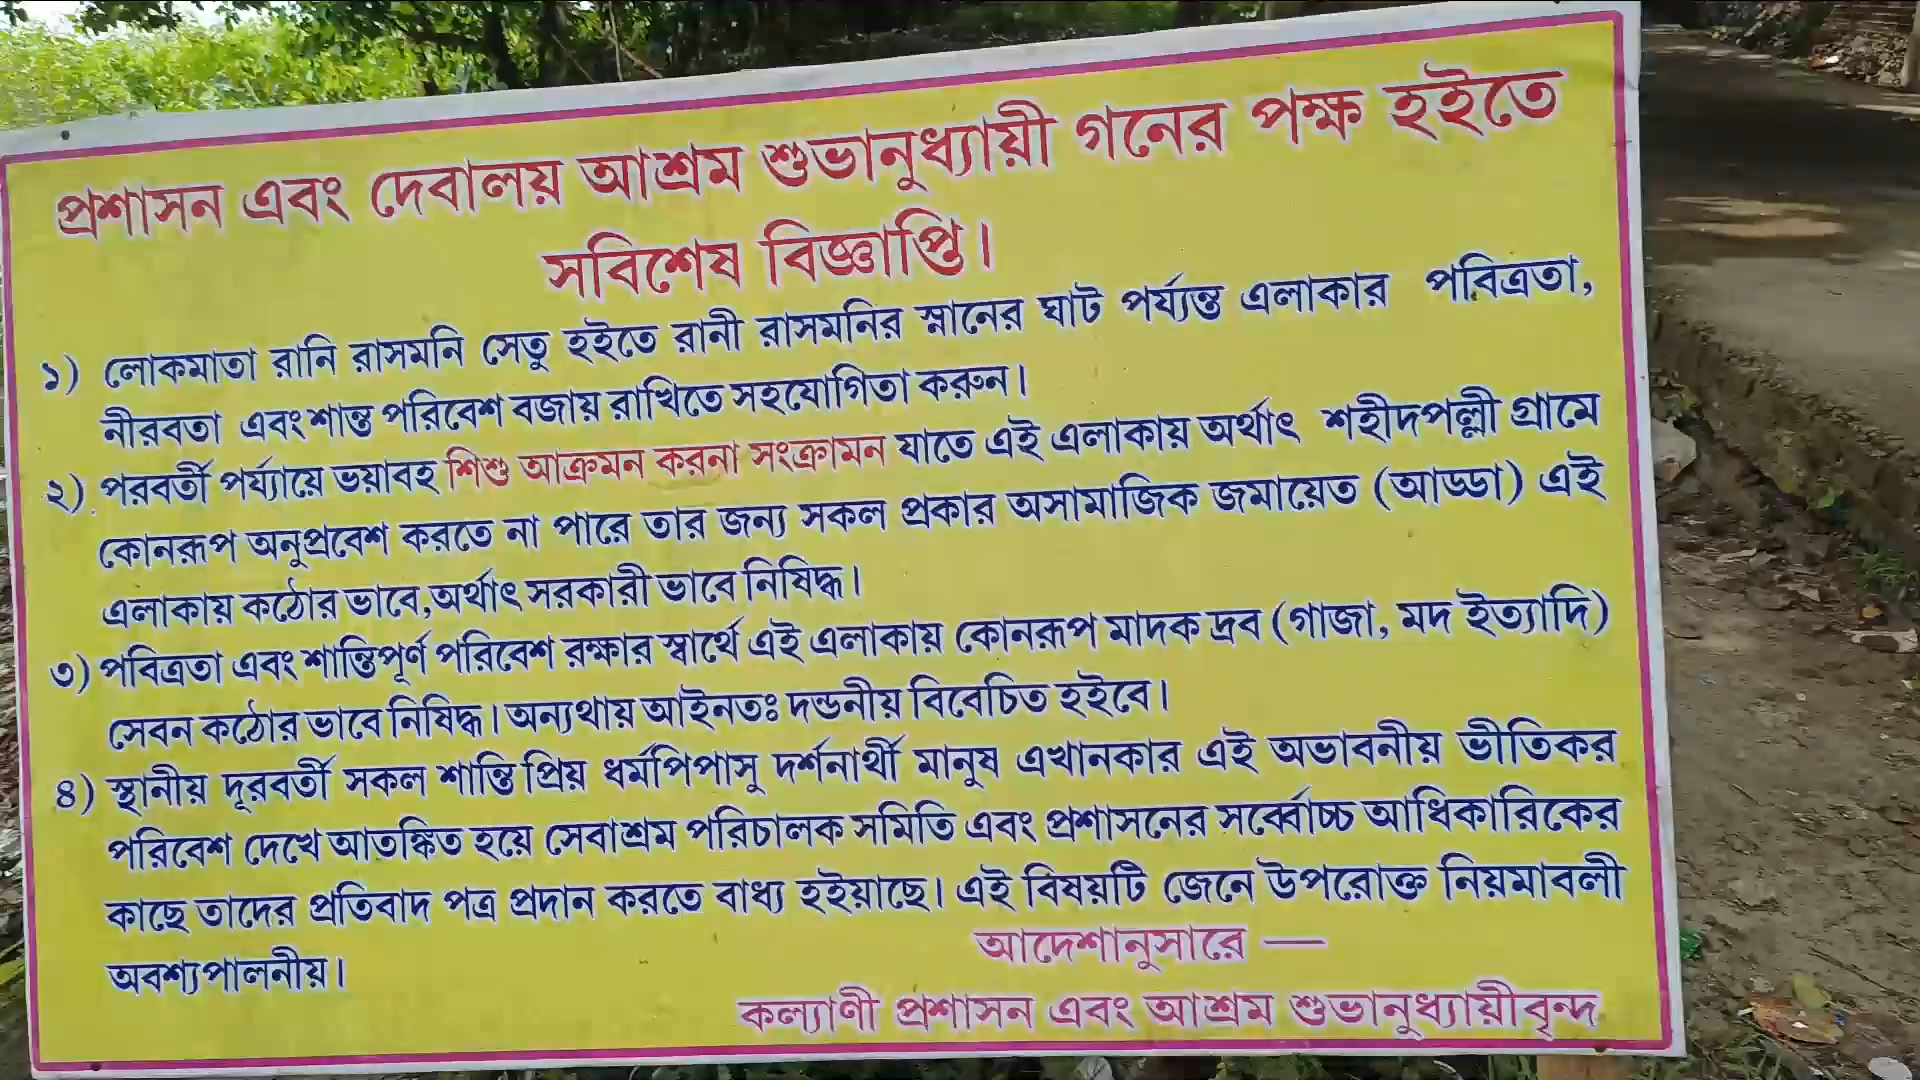 প্রশাসন এবং দেবালয় আশ্রম শুভানুধ্যায়ী গনের পক্ষ হইতে
সবিশেষ বিজ্ঞাপ্তি।
১) লোকমাতা রানি রাসমনি সেতু হইতে রানী রাসমনির স্নানের ঘাট পর্য্যন্ত এলাকার পবিত্রতা,
নীরবতা এবং শান্ত পরিবেশ বজায় রাখিতে সহযোগিতা করুন।
২) পরবর্তী পর্য্যায়ে ভয়াবহ শিশু আক্রমন করনা সংক্রামন যাতে এই এলাকায় অর্থাৎ শহীদপল্লী গ্রামে
কোনরূপ অনুপ্রবেশ করতে না পারে তার জন্য সকল প্রকার অসামাজিক জমায়েত (আড্ডা) এই
এলাকায় কঠোর ভাবে,অর্থাৎ সরকারী ভাবে নিষিদ্ধ।
৩) পবিত্রতা এবং শান্তিপূর্ণ পরিবেশ রক্ষার স্বার্থে এই এলাকায় কোনরূপ মাদক দ্রব (গাজা, মদ ইত্যাদি)
সেবন কঠোর ভাবে নিষিদ্ধ। অন্যথায় আইনতঃ দন্ডনীয় বিবেচিত হইবে।
৪) স্থানীয় দূরবর্তী সকল শান্তি প্রিয় ধর্মপিপাসু দর্শনার্থী মানুষ এখানকার এই অভাবনীয় ভীতিকর
পরিবেশ দেখে আতঙ্কিত হয়ে সেবাশ্রম পরিচালক সমিতি এবং প্রশাসনের সর্ব্বোচ্চ আধিকারিকের
কাছে তাদের প্রতিবাদ পত্র প্রদান করতে বাধ্য হইয়াছে। এই বিষয়টি জেনে উপরোক্ত নিয়মাবলী
অবশ্যপালনীয়।
আদেশানুসারে —
কল্যাণী প্রশাসন এবং আশ্রম শুভানুধ্যায়ীবৃন্দ